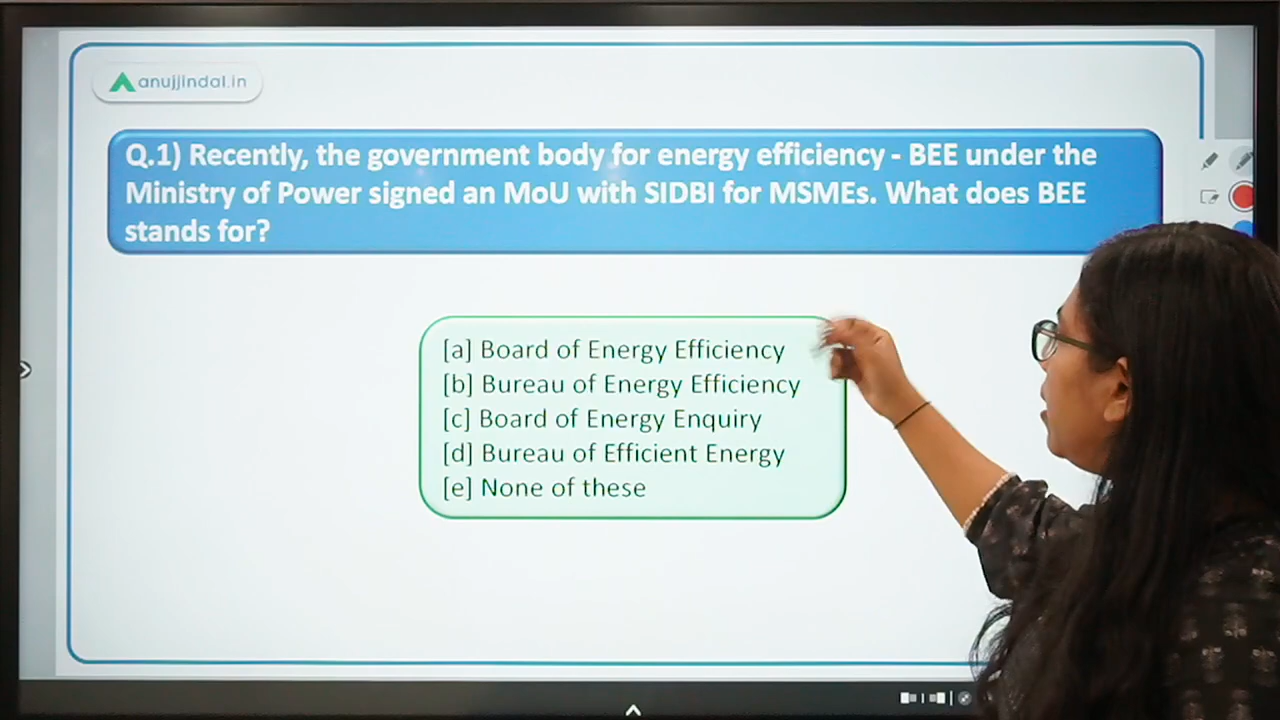 anujjindal.in
Q.1) Recently, the government body for energy efficiency - BEE under the
Ministry of Power signed an MoU with SIDBI for MSMEs. What does BEE
stands for?
[a] Board of Energy Efficiency
[b] Bureau of Energy Efficiency
[c] Board of Energy Enquiry
[d] Bureau of Efficient Energy
[e] None of these